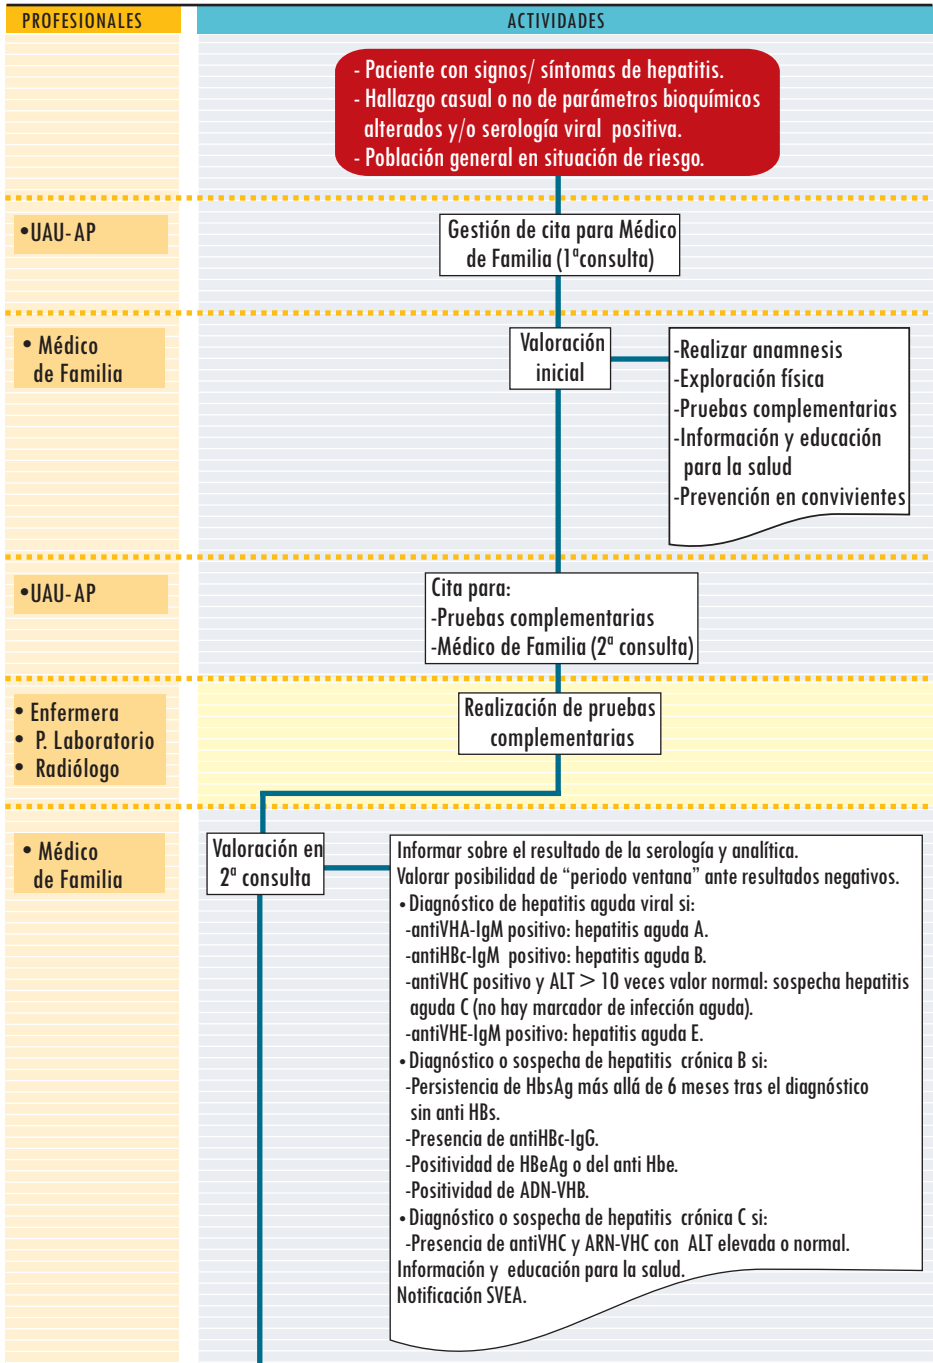 PROFESIONALES
ACTIVIDADES
- Paciente con signos/ síntomas de hepatitis.
- Hallazgo casual o no de parámetros bioquímicos
alterados y/o serología viral positiva.
- Población general en situación de riesgo.
•UAU-AP
Gestión de cita para Médico
de Familia (1ªconsulta)
• Médico
de Familia
Valoración
inicial
-Realizar anamnesis
-Exploración física
-Pruebas complementarias
-Información y educación
para la salud
-Prevención en convivientes
•UAU-AP
Cita para:
-Pruebas complementarias
-Médico de Familia (2ª consulta)
• Enfermera
• P. Laboratorio
• Radiólogo
Realización de pruebas
complementarias
• Médico
de Familia
Valoración en
2ª consulta
Informar sobre el resultado de la serología y analítica.
Valorar posibilidad de “periodo ventana” ante resultados negativos.
• Diagnóstico de hepatitis aguda viral si:
-antiVHA-IgM positivo: hepatitis aguda A.
-antiHBc-IgM positivo: hepatitis aguda B.
-antiVHC positivo y ALT > 10 veces valor normal: sospecha hepatitis
aguda C (no hay marcador de infección aguda).
-antiVHE-IgM positivo: hepatitis aguda E.
• Diagnóstico o sospecha de hepatitis crónica B si:
-Persistencia de HbsAg más allá de 6 meses tras el diagnóstico
sin anti HBs.
-Presencia de antiHBc-IgG.
-Positividad de HBeAg o del anti Hbe.
-Positividad de ADN-VHB.
• Diagnóstico o sospecha de hepatitis crónica C si:
-Presencia de antiVHC y ARN-VHC con ALT elevada o normal.
Información y educación para la salud.
Notificación SVEA.